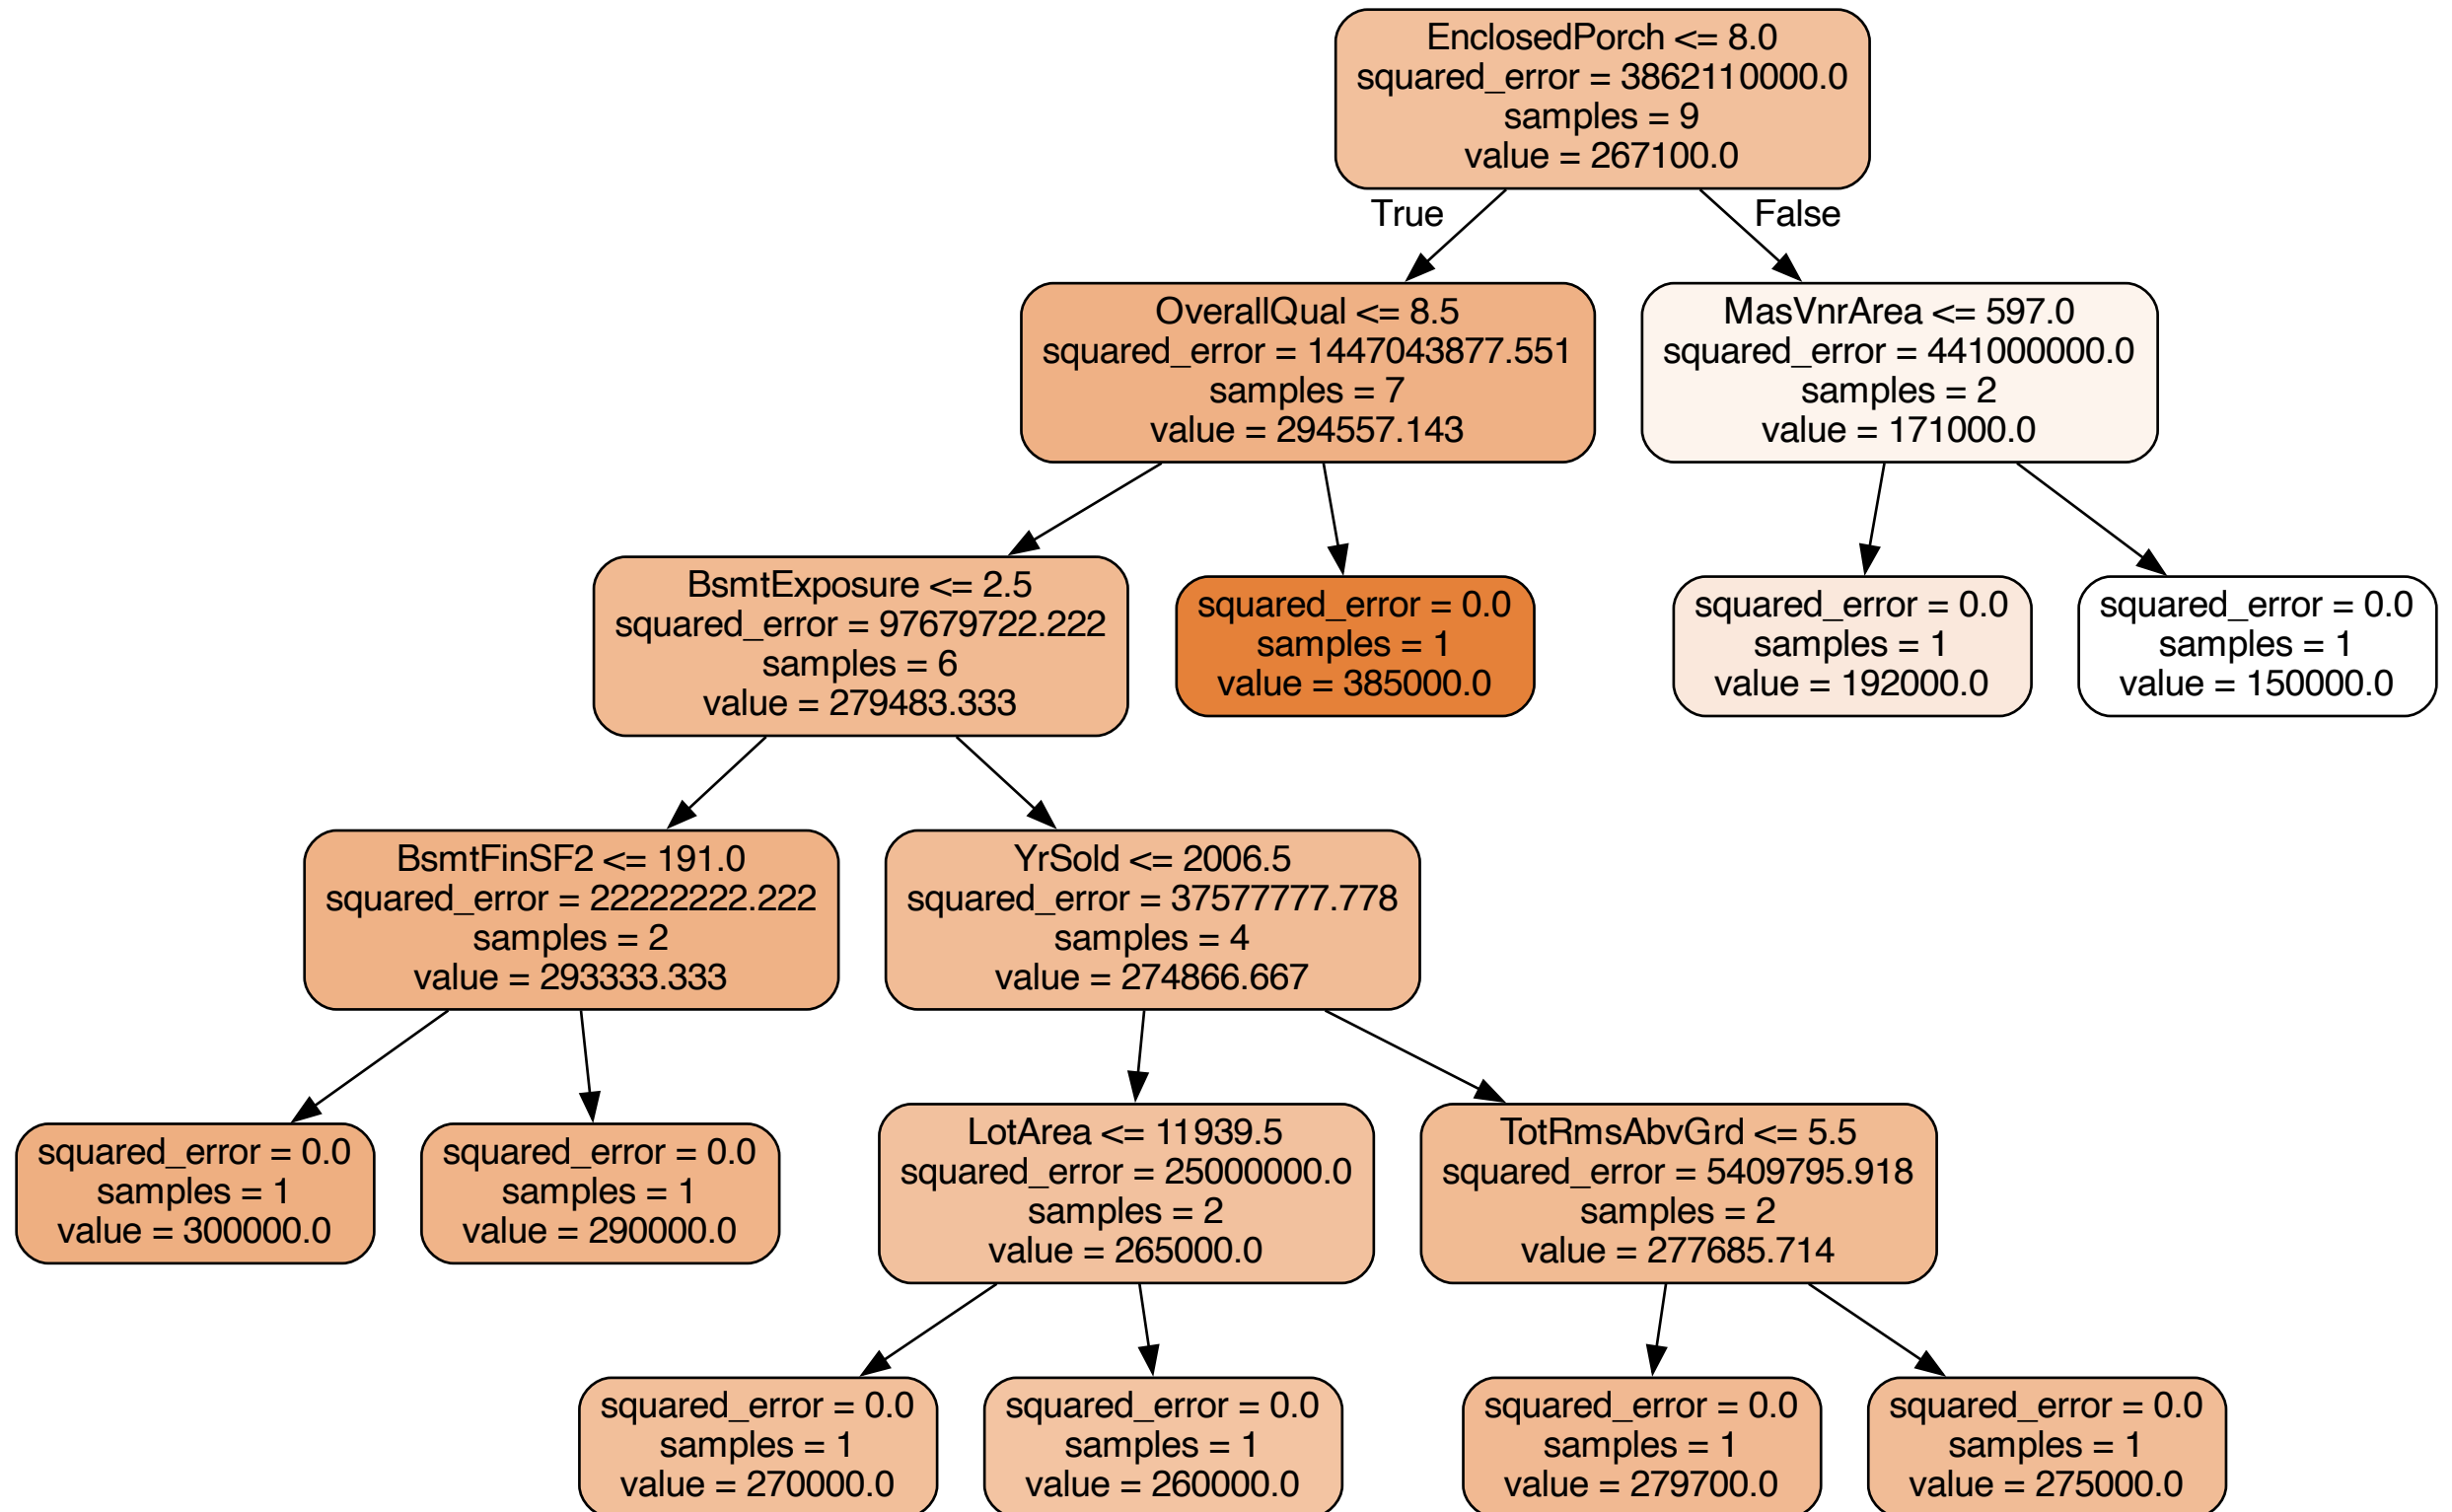 EnclosedPorch <= 8.0
squared_error = 3862110000.0
samples = 9
value = 267100.0
True
False
OverallQual <= 8.5
squared_error = 1447043877.551
samples = 7
value = 294557.143
MasVnrArea <= 597.0
squared_error = 441000000.0
samples = 2
value = 171000.0
BsmtExposure <= 2.5
squared_error = 97679722.222
samples = 6
value = 279483.333
squared_error = 0.0
samples = 1
value = 385000.0
squared_error = 0.0
samples = 1
value = 192000.0
squared_error = 0.0
samples = 1
value = 150000.0
BsmtFinSF2 <= 191.0
squared_error = 22222222.222
samples = 2
value = 293333.333
YrSold <= 2006.5
squared_error = 37577777.778
samples = 4
value = 274866.667
squared_error = 0.0
samples = 1
value = 300000.0
squared_error = 0.0
samples = 1
value = 290000.0
LotArea <= 11939.5
squared_error = 25000000.0
samples = 2
value = 265000.0
TotRmsAbvGrd <= 5.5
squared_error = 5409795.918
samples = 2
value = 277685.714
squared_error = 0.0
samples = 1
value = 270000.0
squared_error = 0.0
samples = 1
value = 260000.0
squared_error = 0.0
samples = 1
value = 279700.0
squared_error = 0.0
samples = 1
value = 275000.0